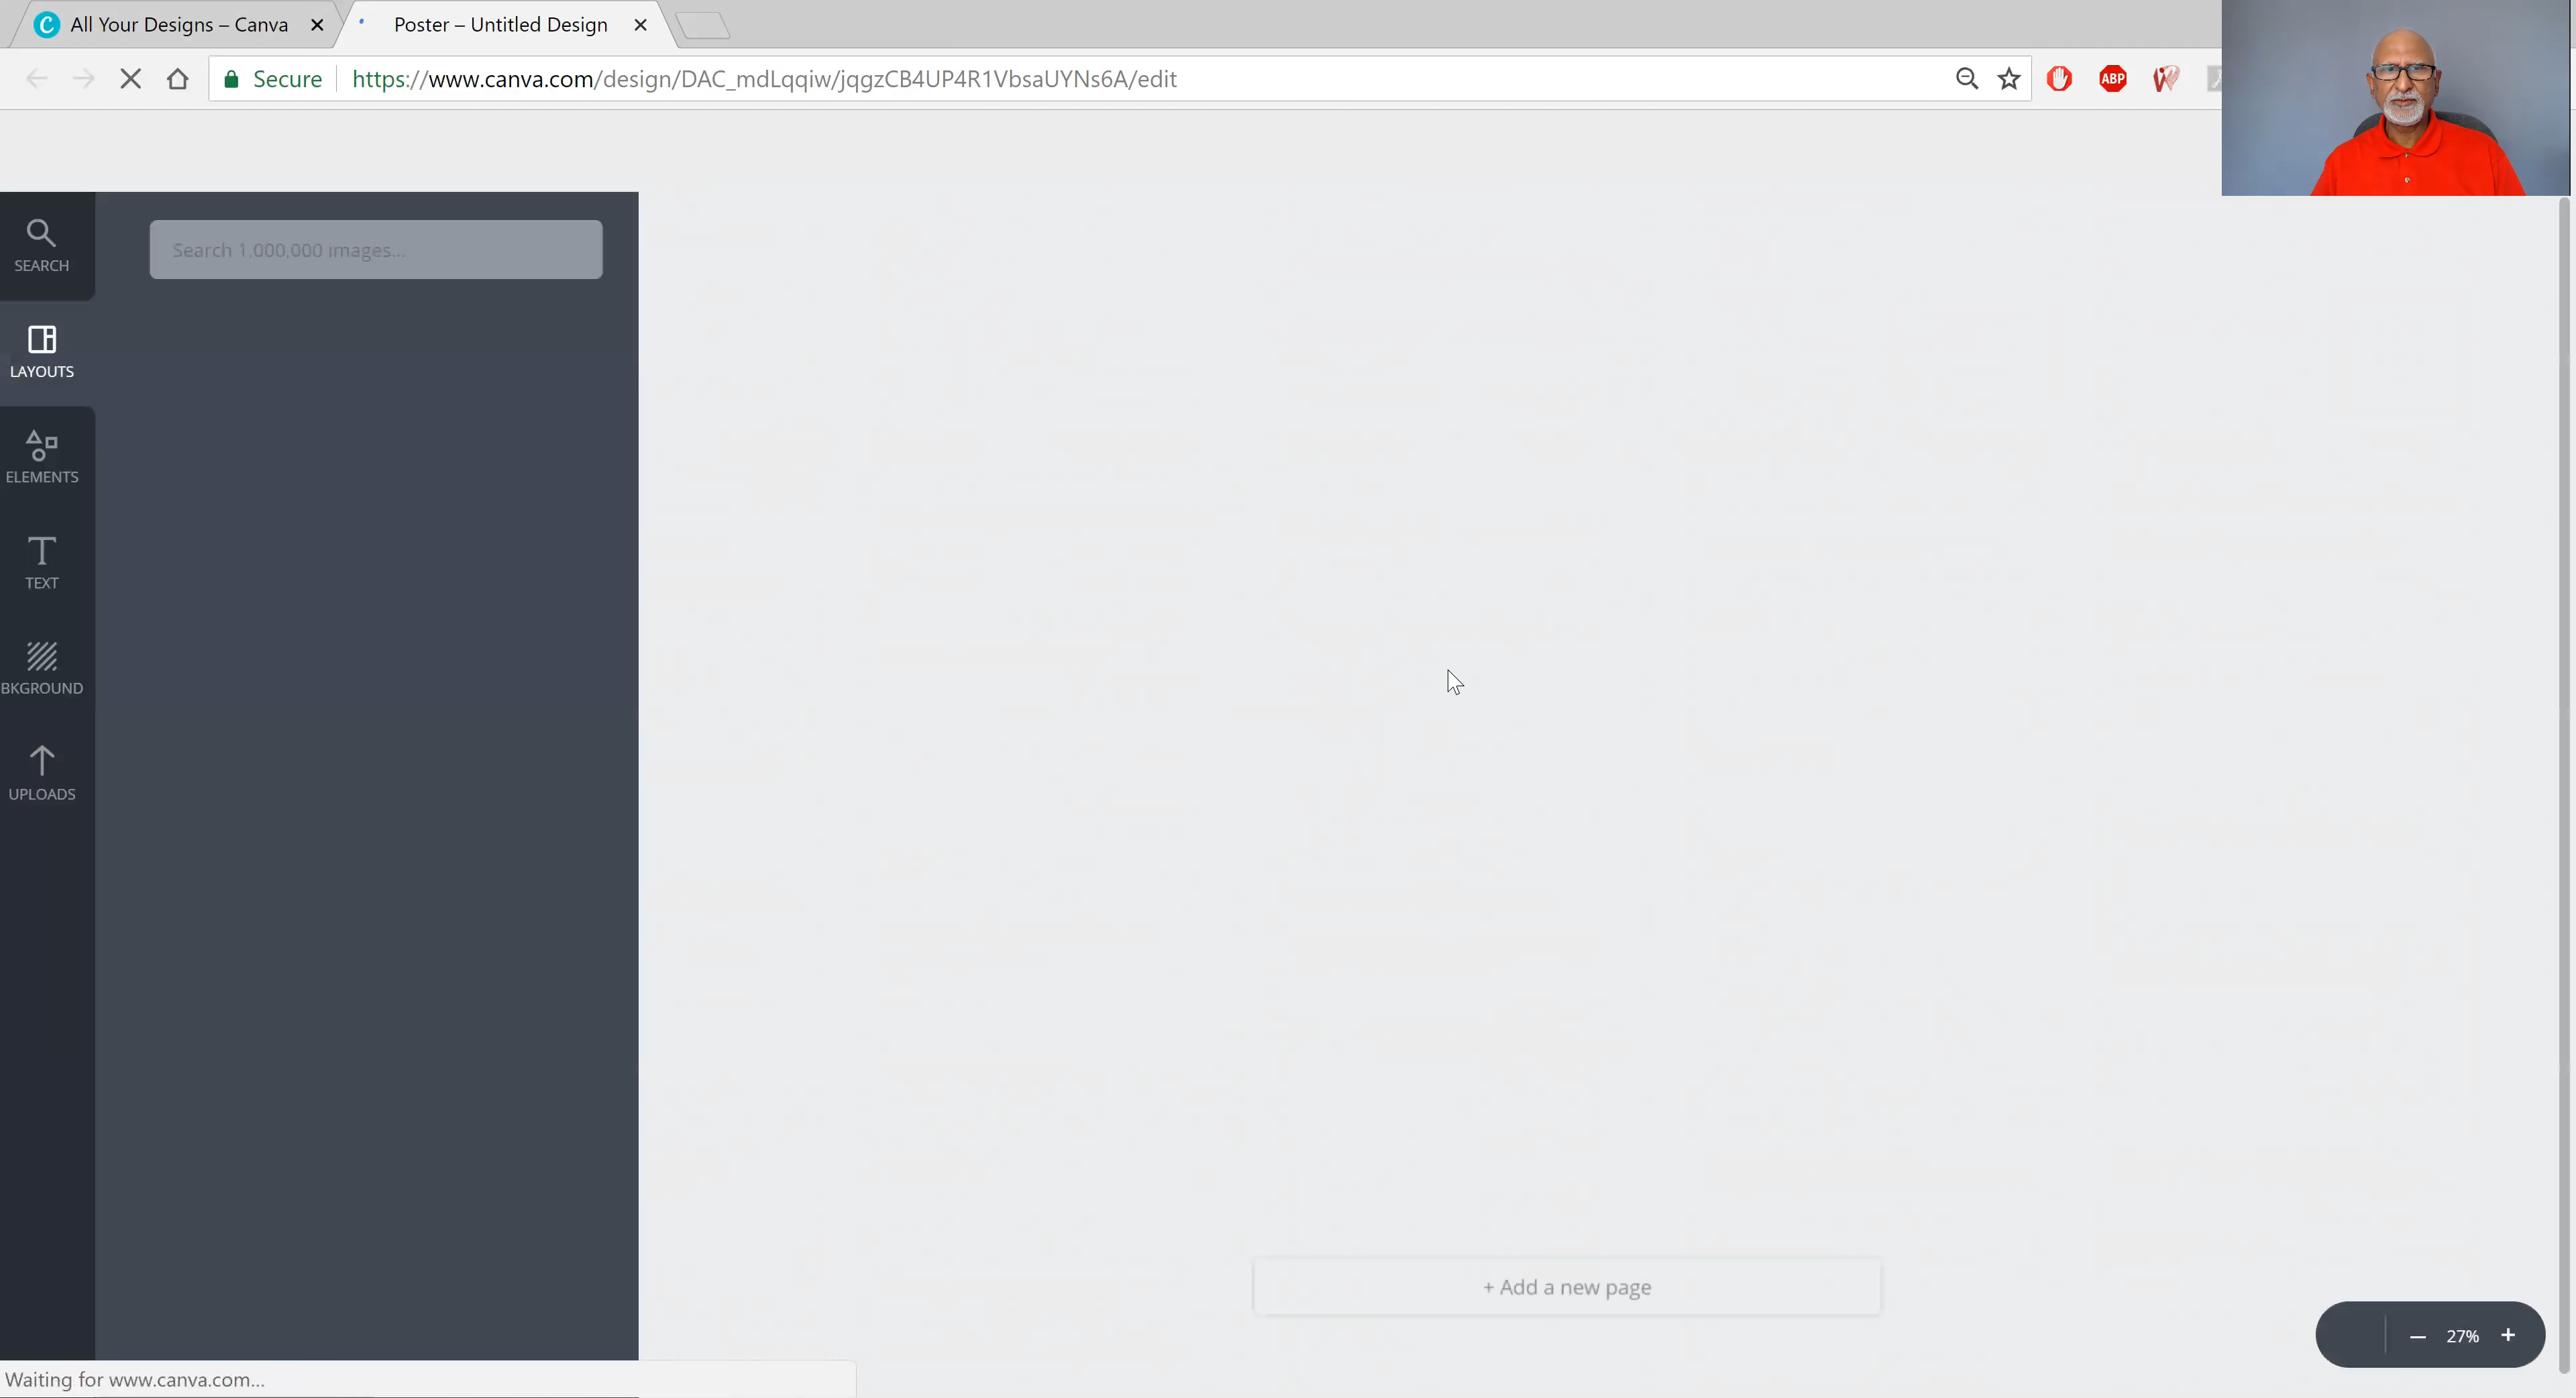 All Your Designs – Canva
Poster – Untitled Design
Secure
https://www.canva.com/design/DAC_mdLqqiw/jqgzCB4UP4R1VbsaUYNs6A/edit
ABP
Search 1,000,000 images...
SEARCH
LAYOUTS
ELEMENTS
TEXT
BKGROUND
UPLOADS
+ Add a new page
27%
Waiting for www.canva.com...